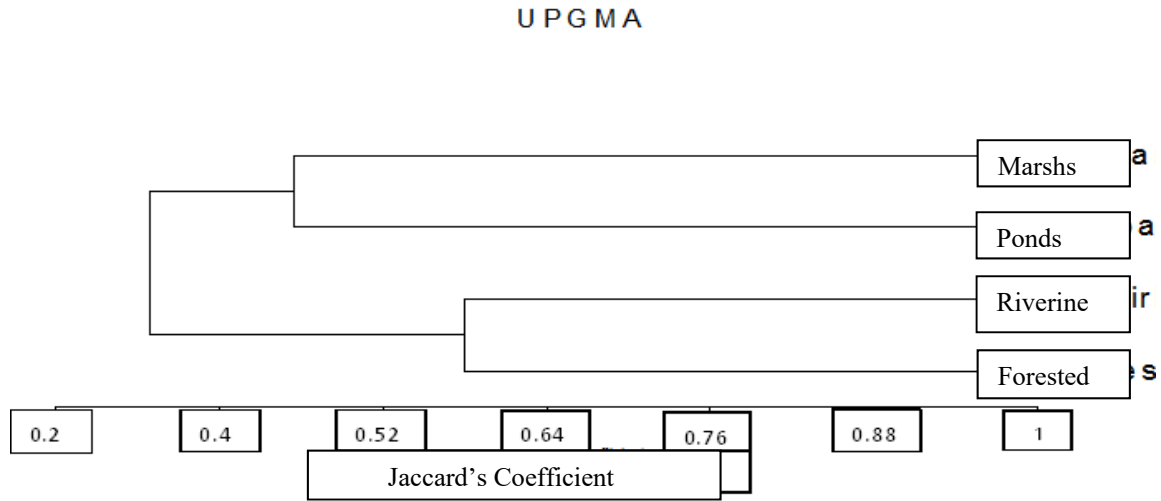 UPGMA
Marshs a
Ponds a
Riverine ir
Forested s
0.2 0.4 0.52 0.64 0.76 0.88 1
Jaccard's Coefficient